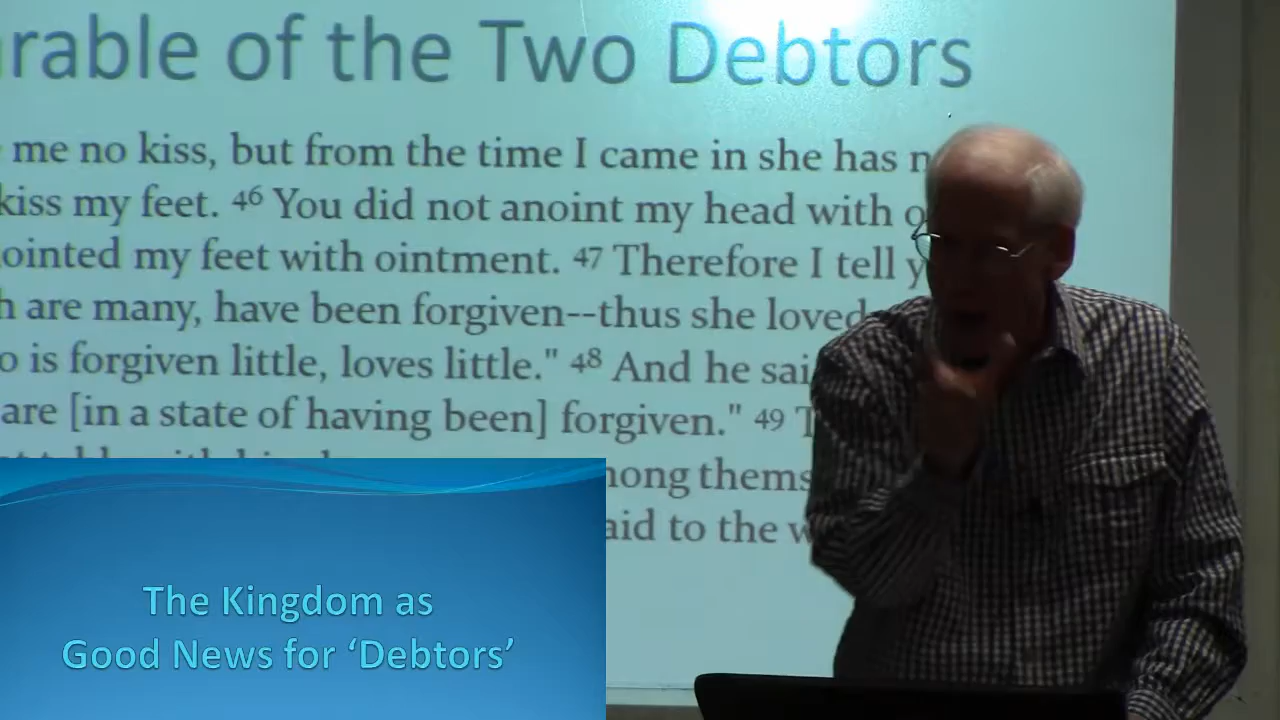 rable of the Two Debtors
me no kiss, but from the time I came in she has n
kiss my feet. 46 You did not anoint my head with o
ointed my feet with ointment. 47 Therefore I tell y
h are many, have been forgiven--thus she loved
o is forgiven little, loves little." 48 And he sai
are [in a state of having been] forgiven." 49 T
nong thems
aid to the w
The Kingdom as
Good News for ‘Debtors’